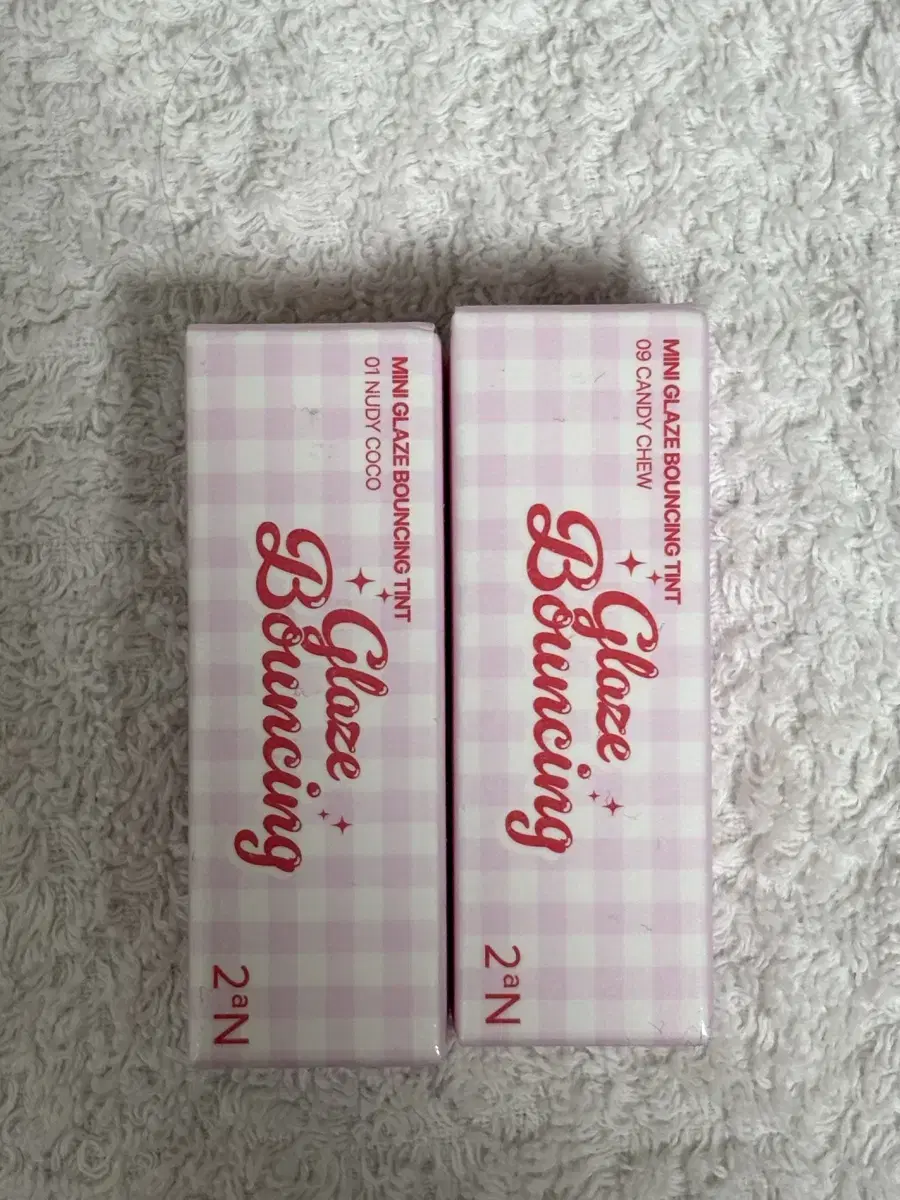 MINI GLAZE BOUNCING TINT
01 NUDY COCO
Glaze
Bouncing
2aN
MINI GLAZE BOUNCING TINT
09 CANDY CHEW
Glaze
Bouncing
2aN